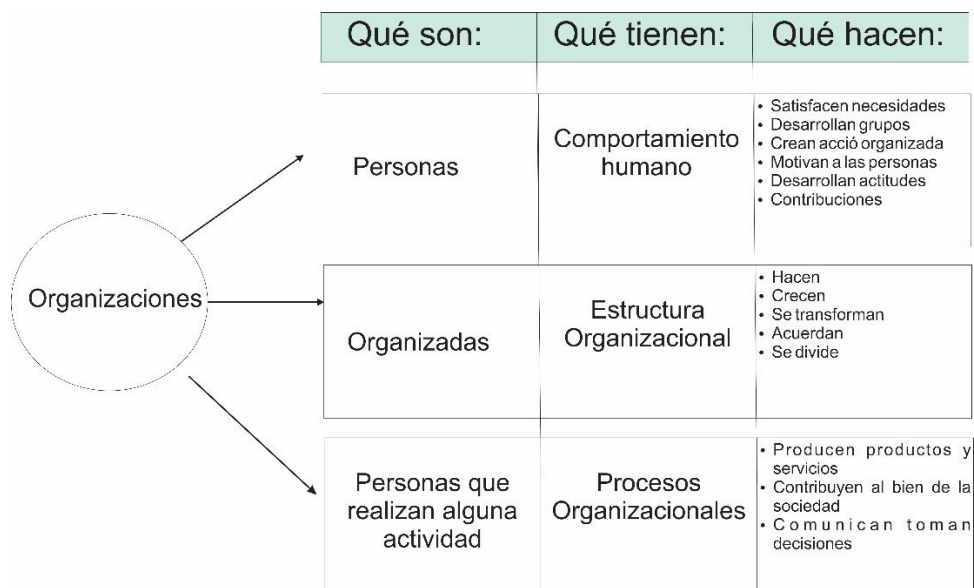 Qué son:
Qué tienen:
Qué hacen:
Organizaciones
Personas
Comportamiento
humano
• Satisfacen necesidades
• Desarrollan grupos
• Crean acció organizada
• Motivan a las personas
• Desarrollan actitudes
• Contribuciones
Organizadas
Estructura
Organizacional
• Hacen
• Crecen
• Se transforman
• Acuerdan
• Se divide
Personas que
realizan alguna
actividad
Procesos
Organizacionales
• Producen productos y
servicios
• Contribuyen al bien de la
sociedad
• Comunican toman
decisiones